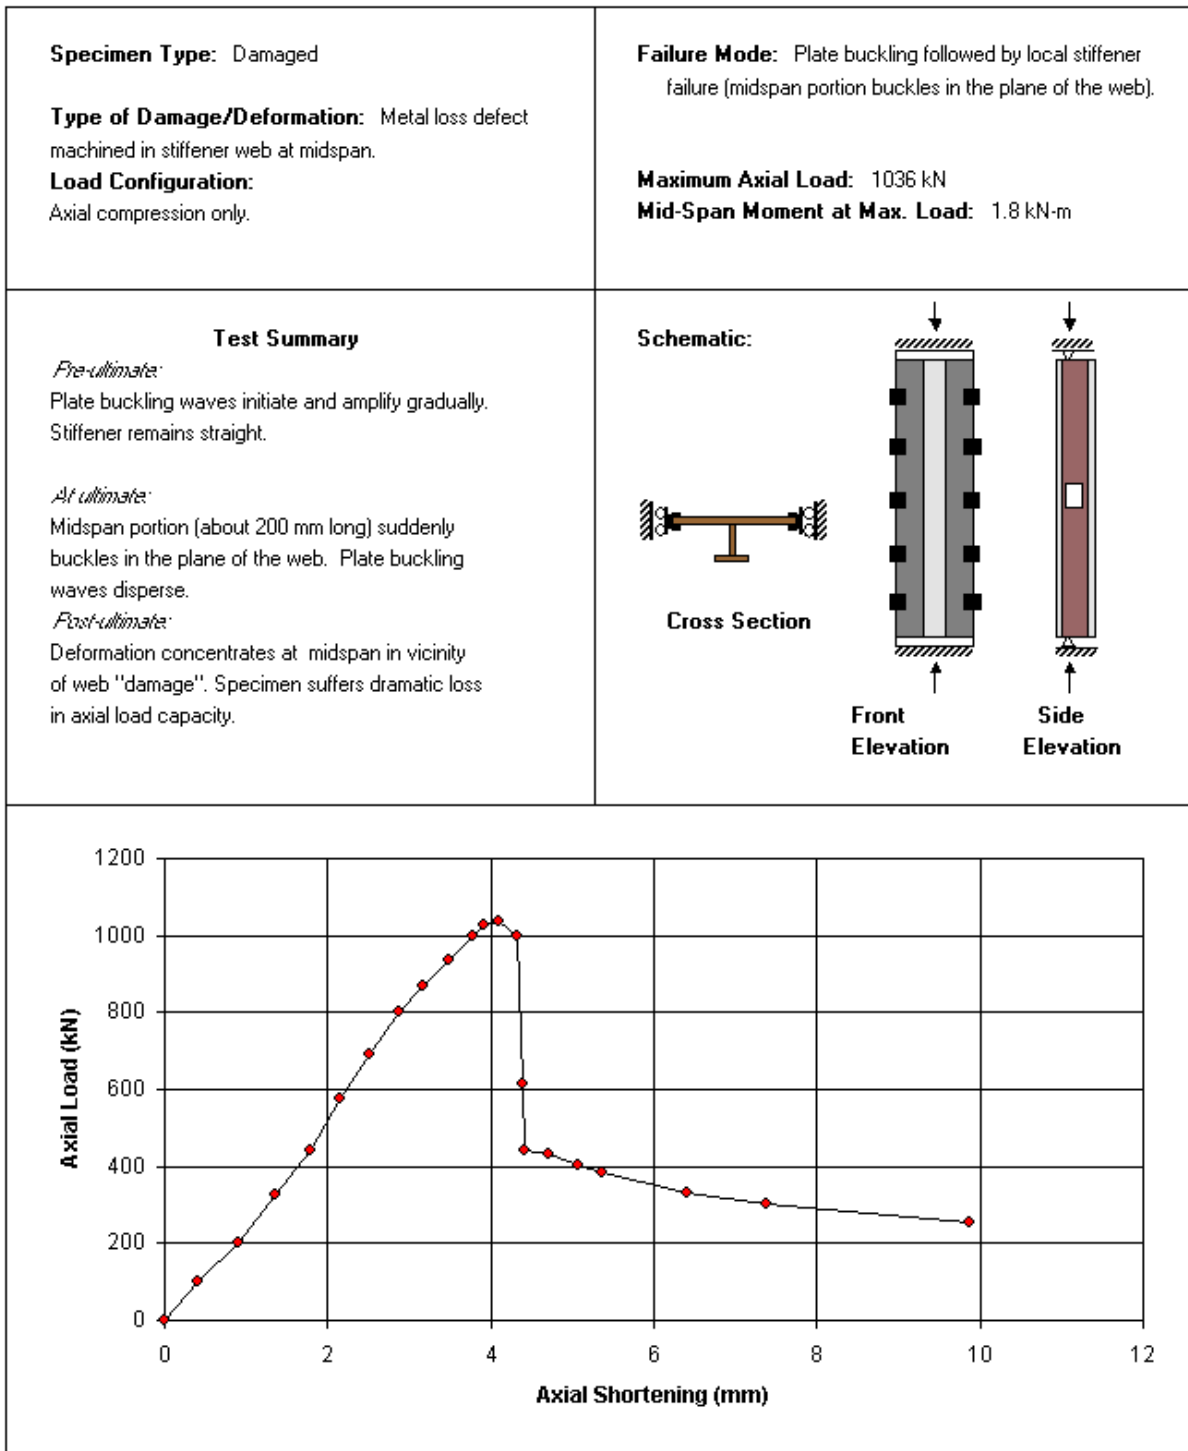 Specimen Type: Damaged
Type of Damage/Deformation: Metal loss defect
machined in stiffener web at midspan.
Load Configuration:
Axial compression only.
Failure Mode: Plate buckling followed by local stiffener
failure (midspan portion buckles in the plane of the web).
Maximum Axial Load: 1036 kN
Mid-Span Moment at Max. Load: 1.8 kN-m
Test Summary
Pre-ultimate:
Plate buckling waves initiate and amplify gradually.
Stiffener remains straight.
At ultimate:
Midspan portion (about 200 mm long) suddenly
buckles in the plane of the web. Plate buckling
waves disperse.
Post-ultimate:
Deformation concentrates at midspan in vicinity
of web "damage". Specimen suffers dramatic loss
in axial load capacity.
Schematic:
Cross Section
Front
Elevation
Side
Elevation
1200
1000
800
600
400
200
0
Axial Load (kN)
0 2 4 6 8 10 12
Axial Shortening (mm)